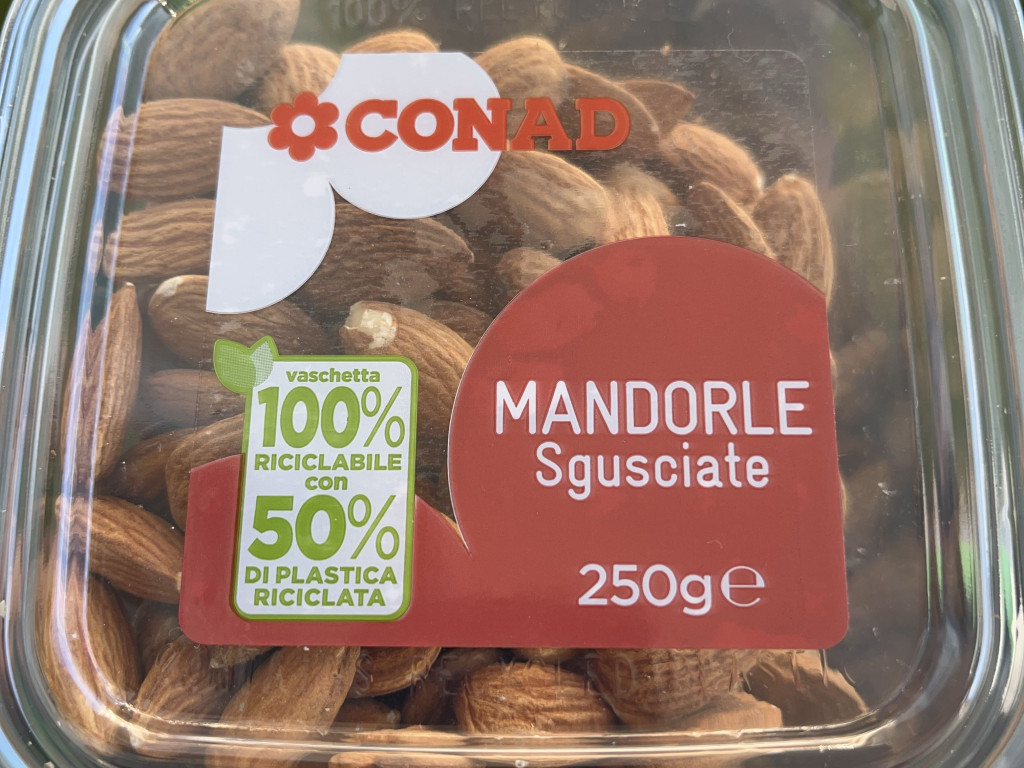 CONAD
MANDORLE
Sgusciate
250g ℮
vaschetta
100%
RICICLABILE
con
50%
DI PLASTICA
RICICLATA